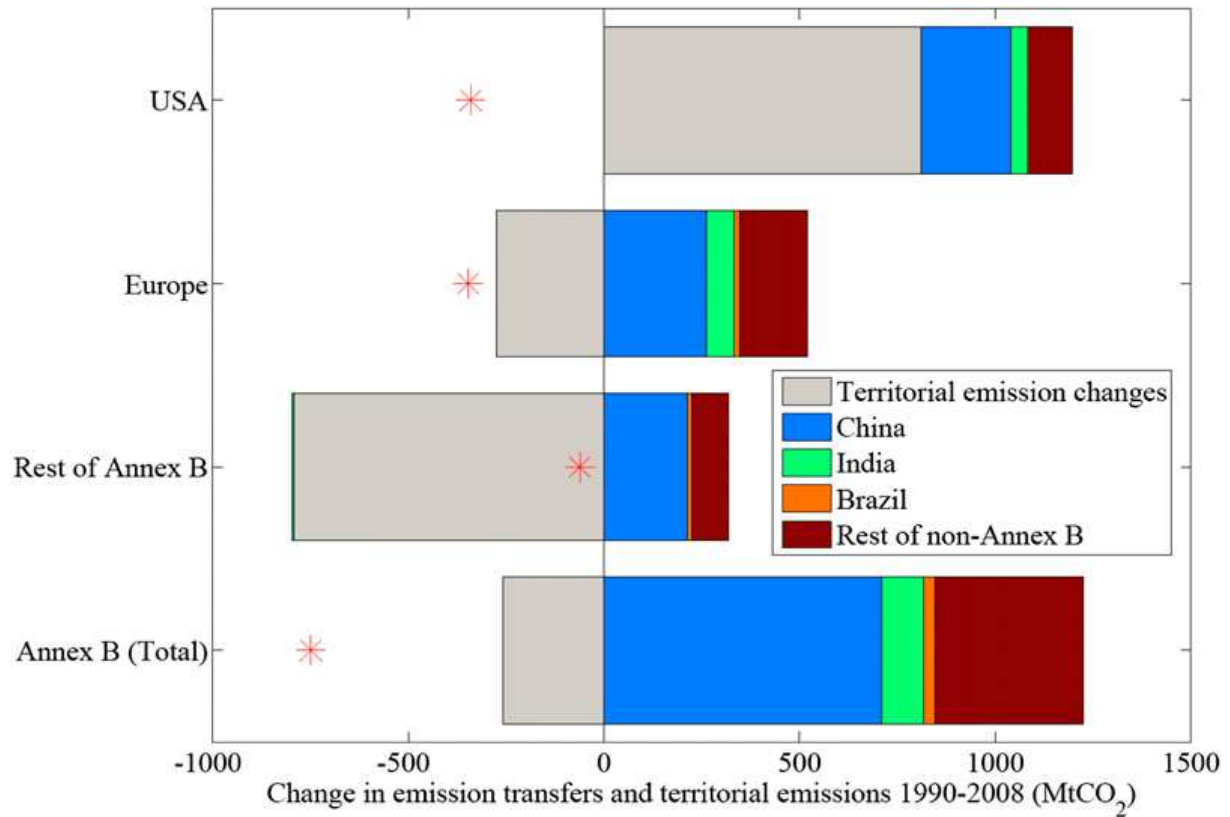 USA
Europe
Rest of Annex B
Annex B (Total)
Territorial emission changes
China
India
Brazil
Rest of non-Annex B
-1000 -500 0 500 1000 1500
Change in emission transfers and territorial emissions 1990-2008 (MtCO₂)